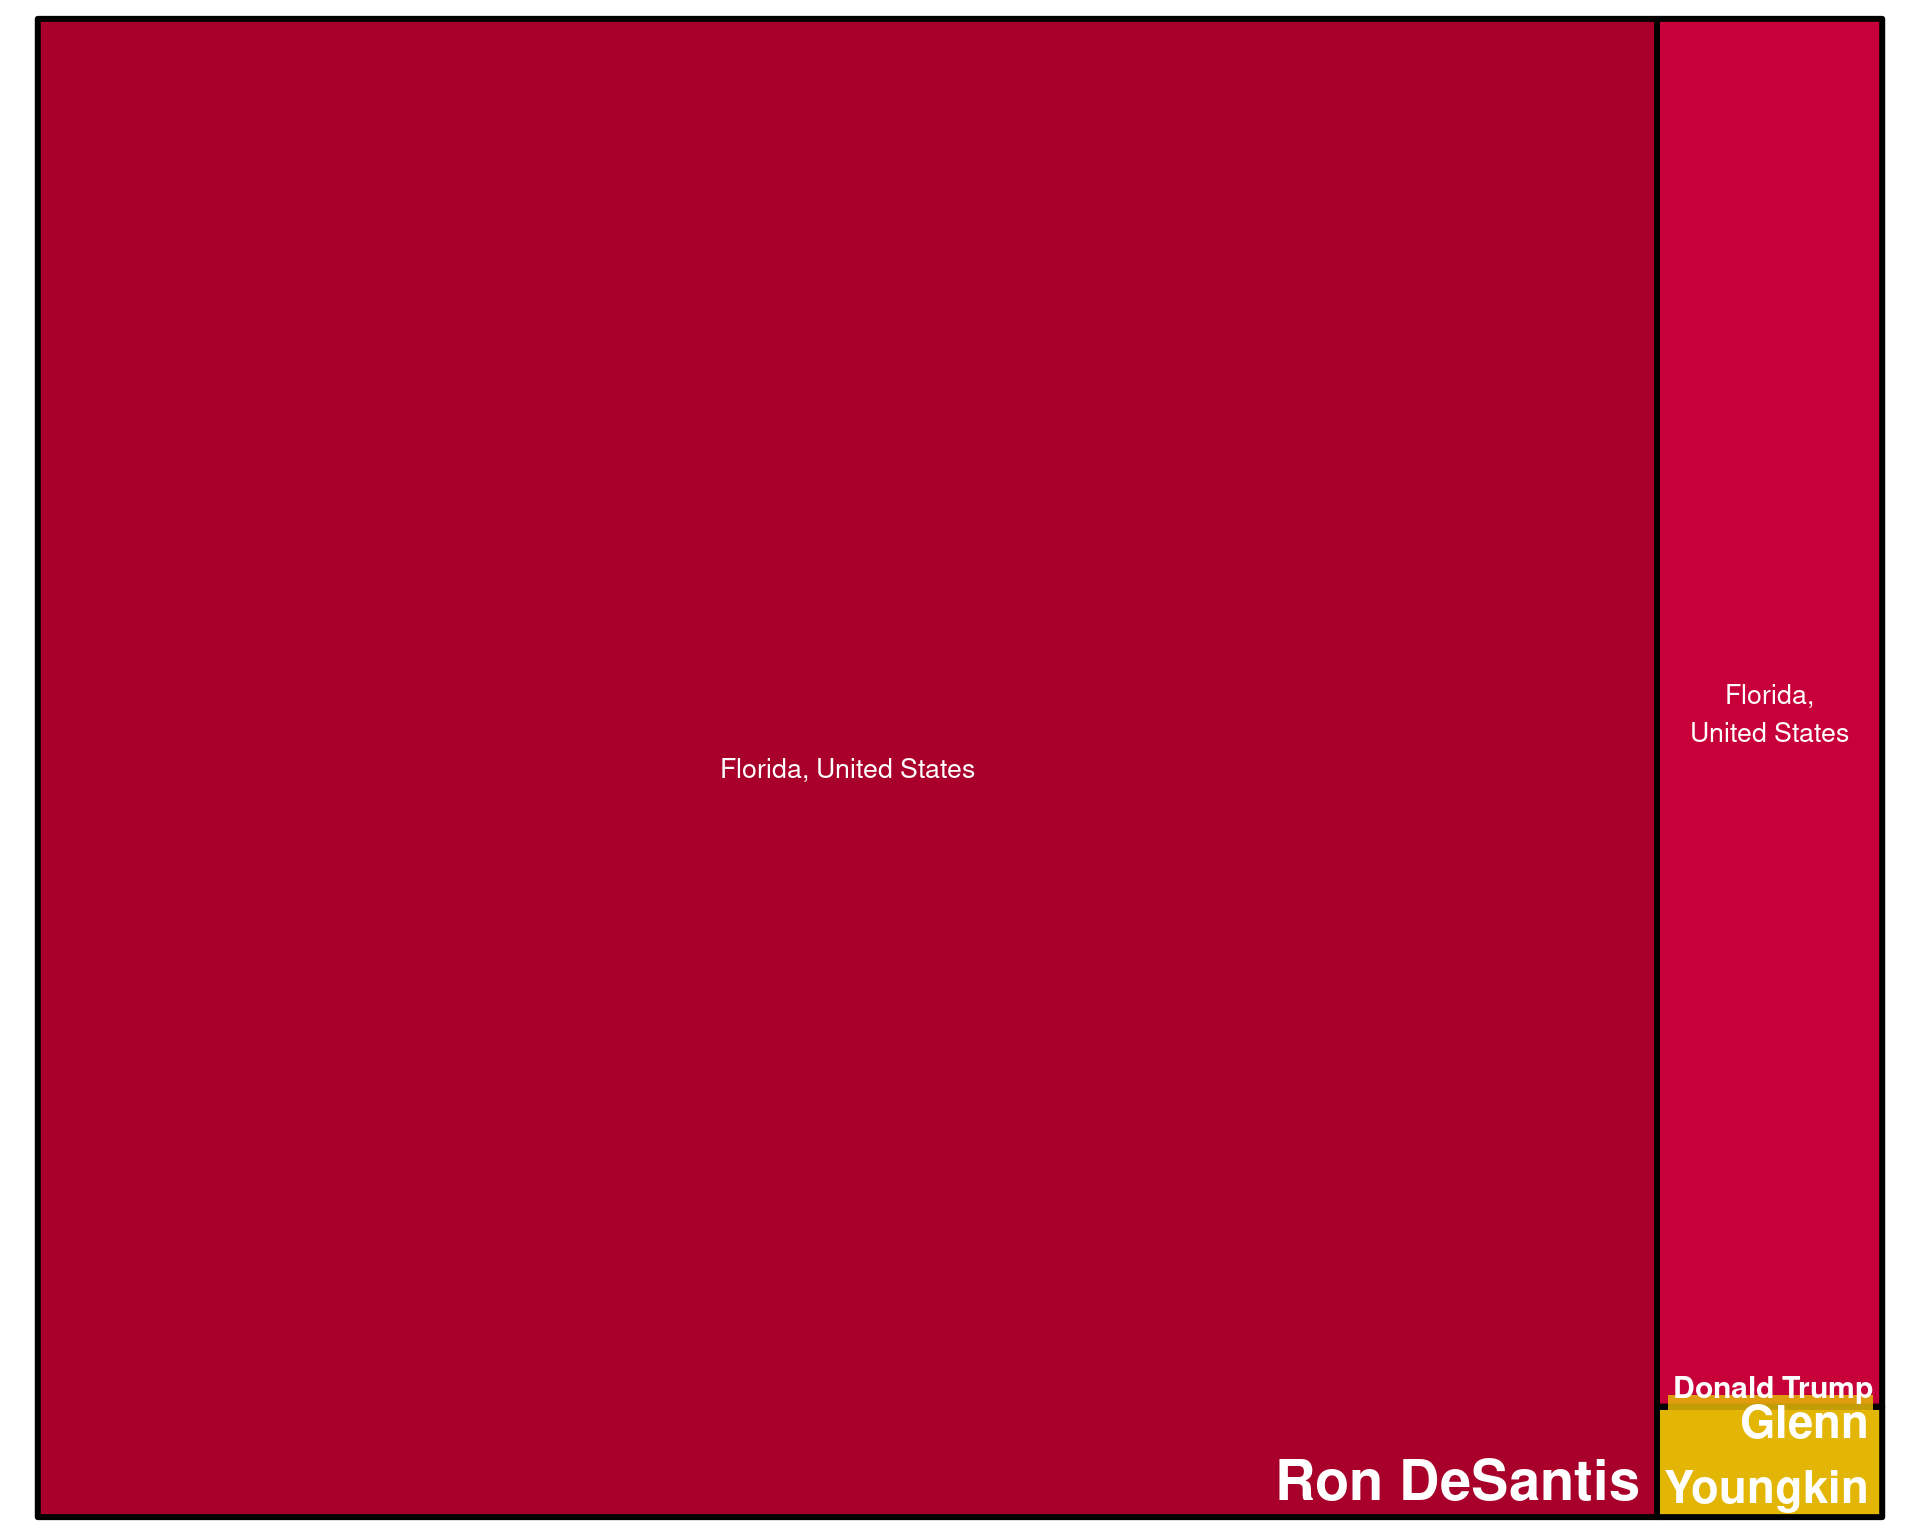 Florida, United States
Ron DeSantis
Florida,
United States
Donald Trump
Glenn
Youngkin